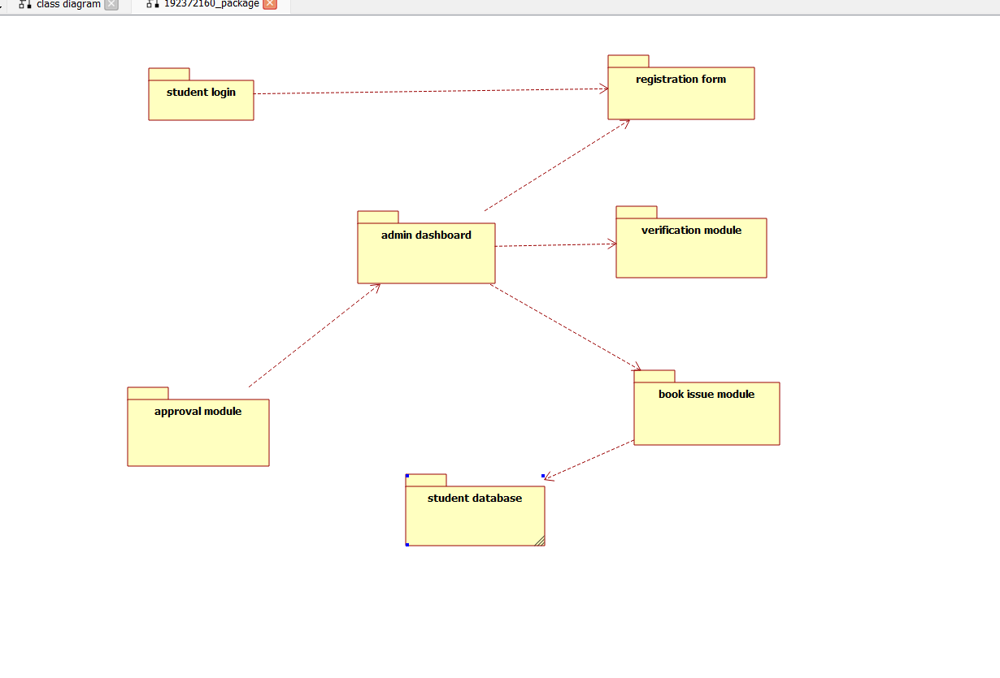 class diagram
192372160_package
registration form
student login
verification module
admin dashboard
book issue module
approval module
student database